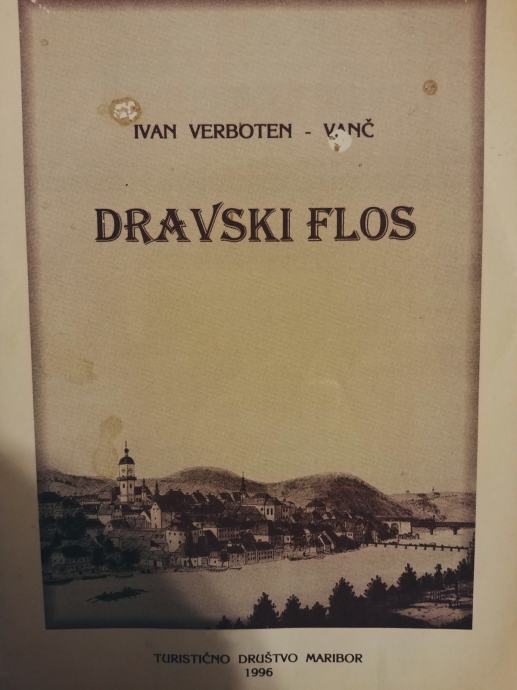 IVAN VERBOTEN - VANČ
DRAVSKI FLOS
TURISTIČNO DRUŠTVO MARIBOR
1996